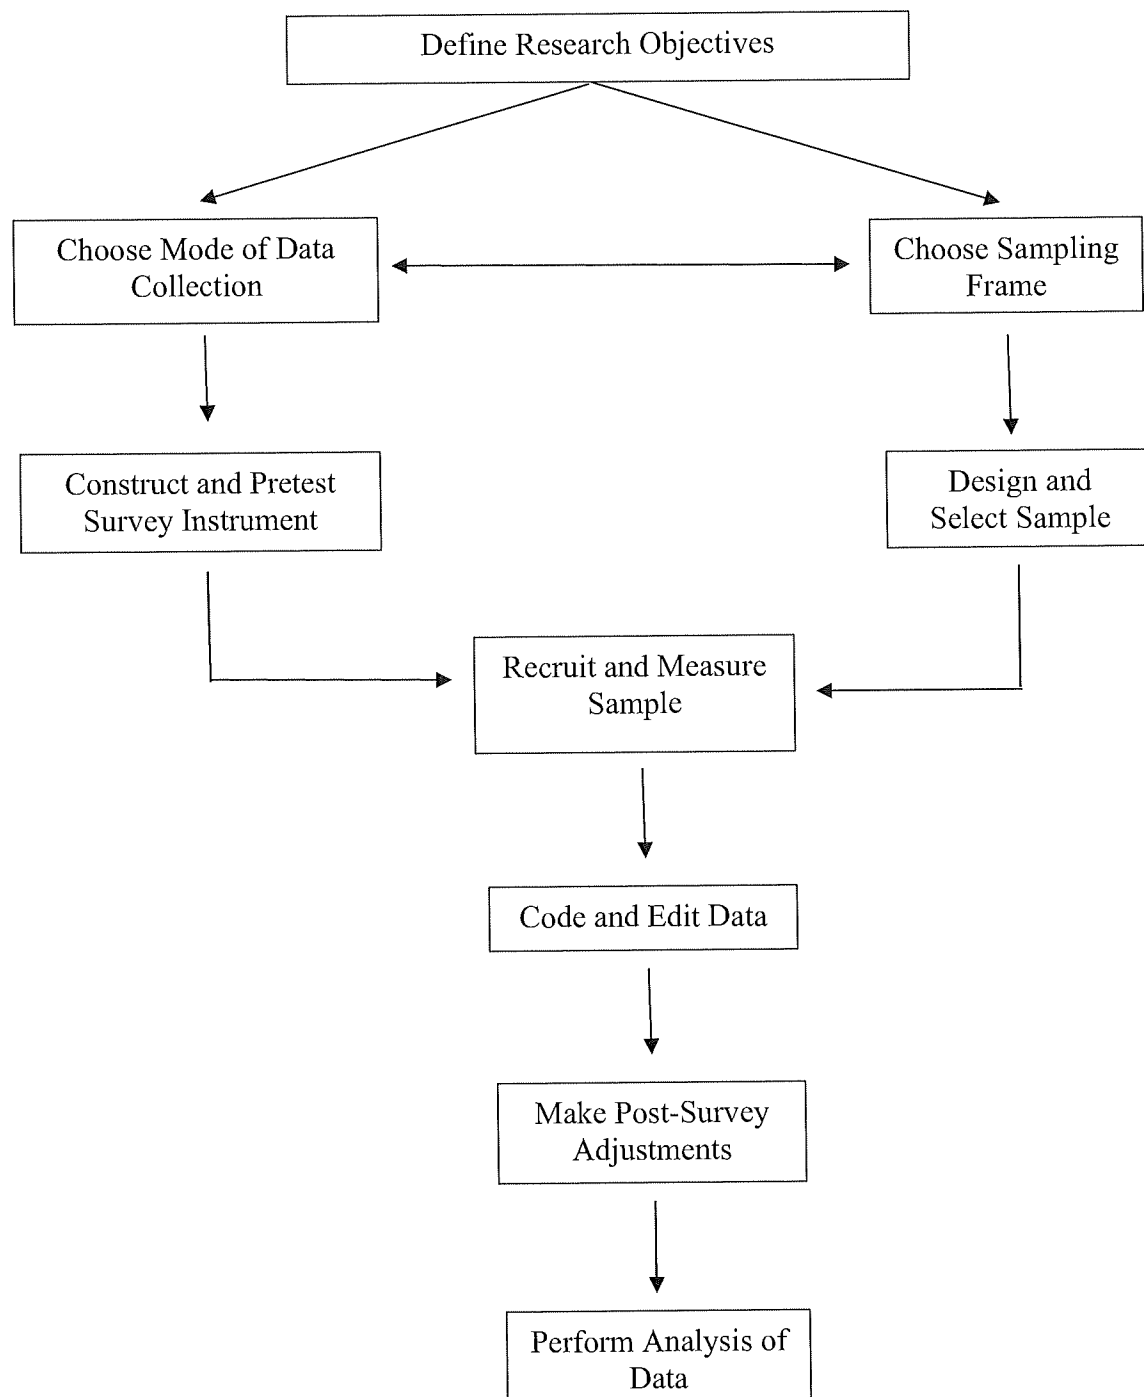 Define Research Objectives
Choose Mode of Data
Collection
Choose Sampling
Frame
Construct and Pretest
Survey Instrument
Design and
Select Sample
Recruit and Measure
Sample
Code and Edit Data
Make Post-Survey
Adjustments
Perform Analysis of
Data